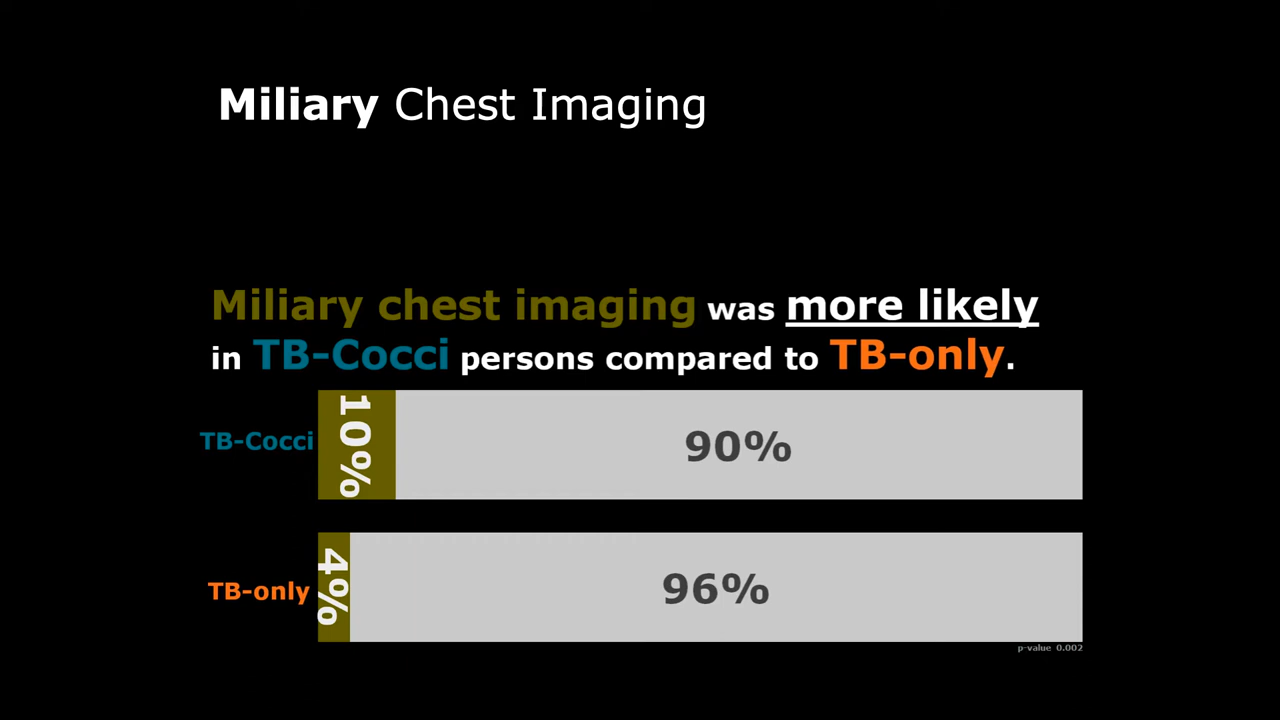 Miliary Chest Imaging
Miliary chest imaging was more likely
in TB-Cocci persons compared to TB-only.
TB-Cocci
10%
90%
TB-only
4%
96%
p-value 0.002